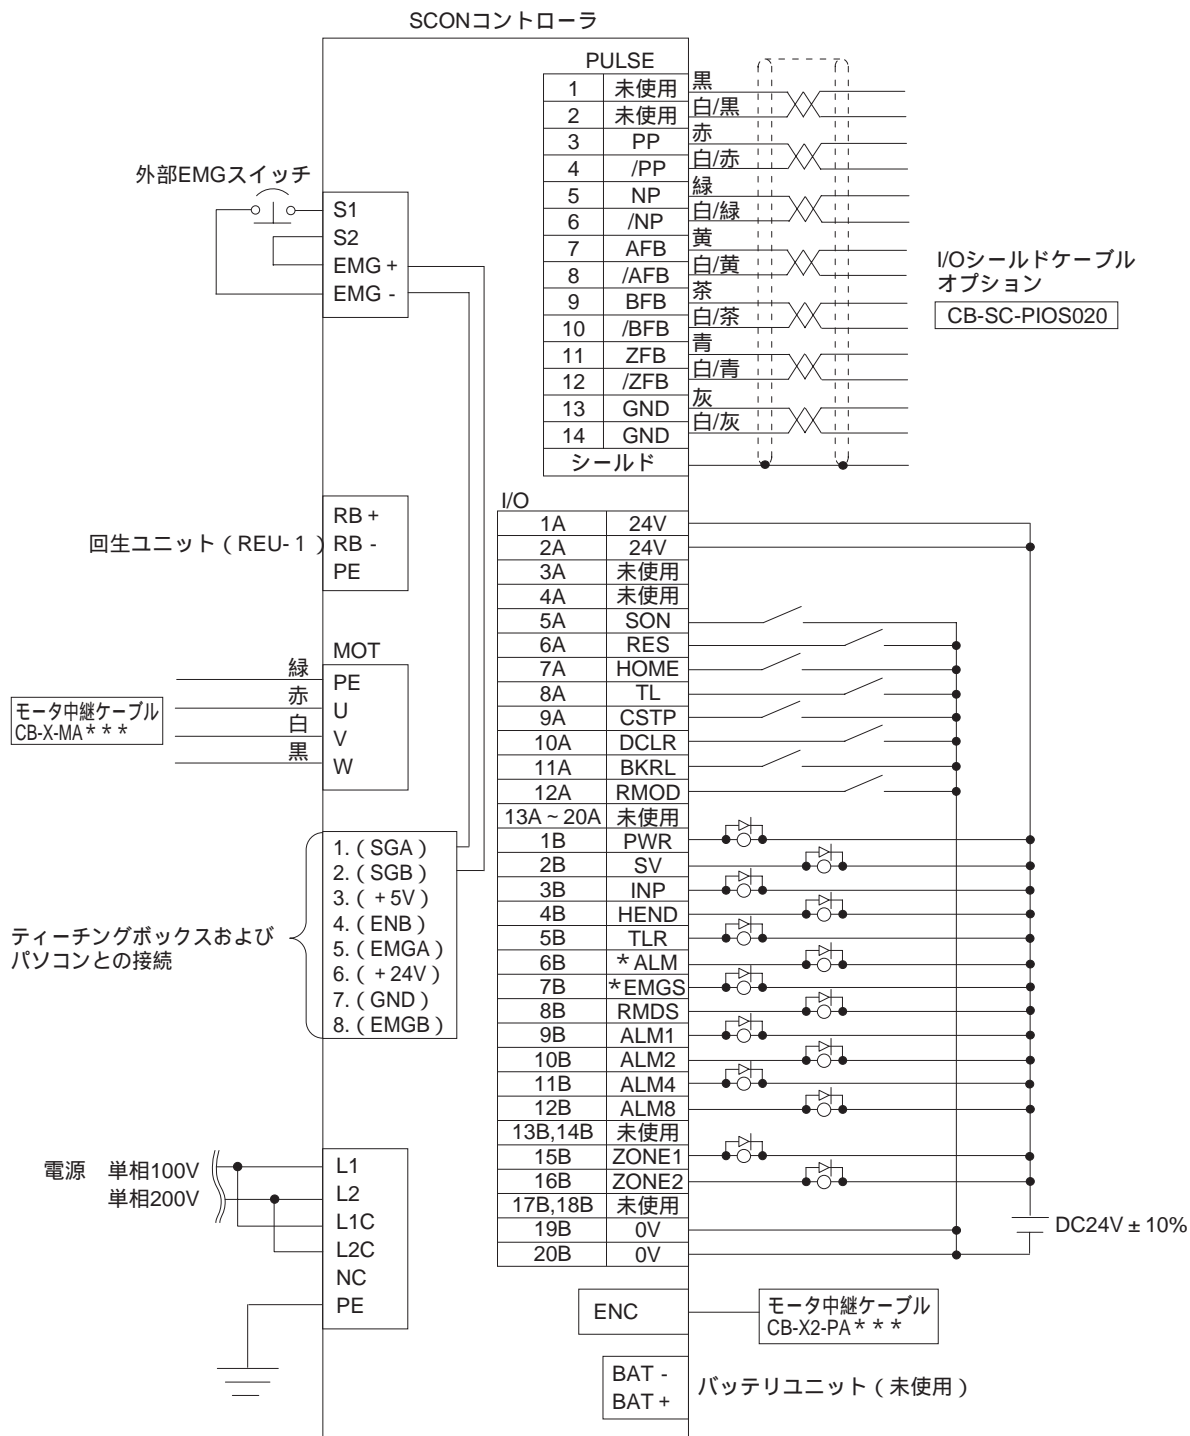 SCONコントローラ
外部EMGスイッチ
S1
S2
EMG +
EMG -
回生ユニット ( REU- 1 )
RB +
RB -
PE
MOT
緑 PE
赤 U
白 V
黒 W
モータ中継ケーブル
CB-X-MA＊＊＊
ティーチングボックスおよび
パソコンとの接続
1. ( SGA )
2. ( SGB )
3. ( +5V )
4. ( ENB )
5. ( EMGA )
6. ( +24V )
7. ( GND )
8. ( EMGB )
電源 単相100V
単相200V
L1
L2
L1C
L2C
NC
PE
PULSE
1 未使用 黒
2 未使用 白/黒
3 PP 赤
4 /PP 白/赤
5 NP 緑
6 /NP 白/緑
7 AFB 黄
8 /AFB 白/黄
9 BFB 茶
10 /BFB 白/茶
11 ZFB 青
12 /ZFB 白/青
13 GND 灰
14 GND 白/灰
シールド
I/Oシールドケーブル
オプション
CB-SC-PIOS020
I/O
1A 24V
2A 24V
3A 未使用
4A 未使用
5A SON
6A RES
7A HOME
8A TL
9A CSTP
10A DCLR
11A BKRL
12A RMOD
13A ~ 20A 未使用
1B PWR
2B SV
3B INP
4B HEND
5B TLR
6B ＊ALM
7B ＊EMGS
8B RMDS
9B ALM1
10B ALM2
11B ALM4
12B ALM8
13B,14B 未使用
15B ZONE1
16B ZONE2
17B,18B 未使用
19B 0V
20B 0V
DC24V ± 10%
ENC
モータ中継ケーブル
CB-X2-PA＊＊＊
BAT -
BAT +
バッテリユニット ( 未使用 )